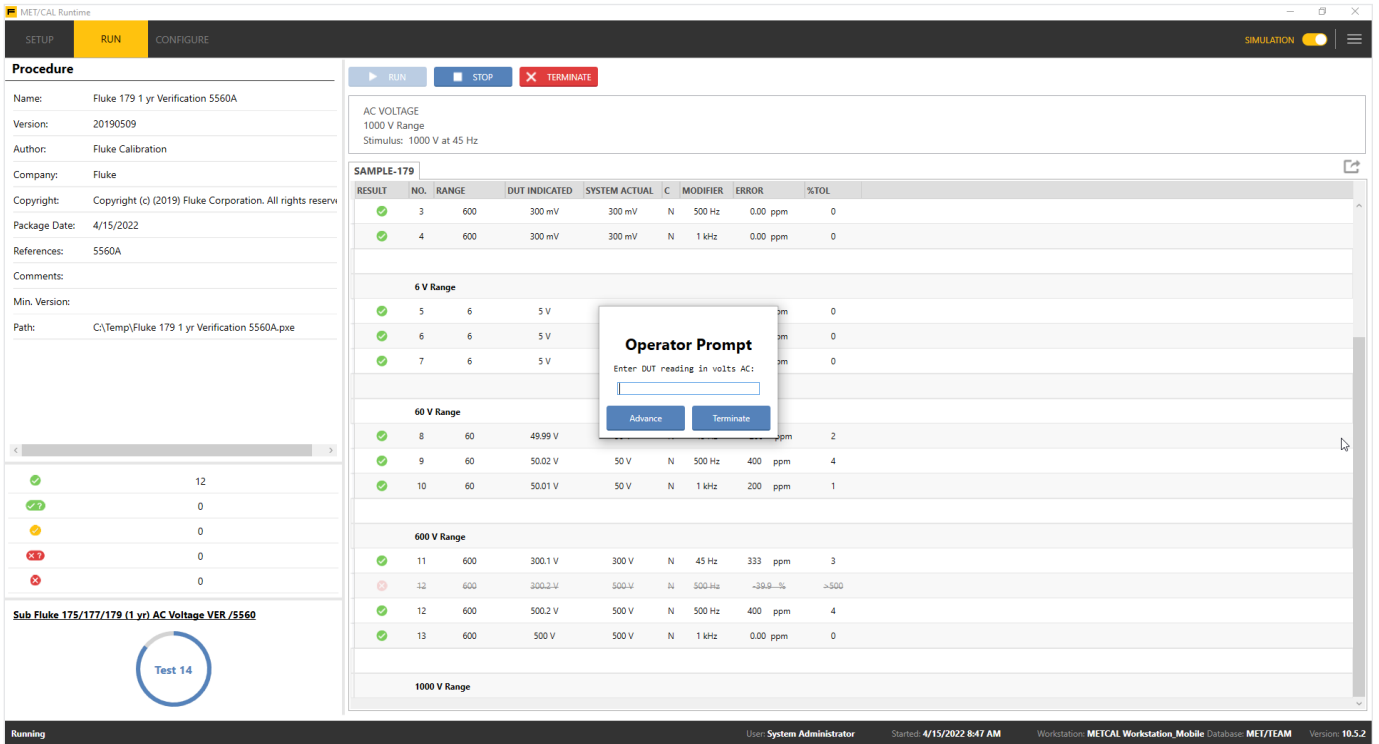 MET/CAL Runtime
SETUP RUN CONFIGURE SIMULATION
Procedure
Name: Fluke 179 1 yr Verification 5560A
Version: 20190509
Author: Fluke Calibration
Company: Fluke
Copyright: Copyright (c) (2019) Fluke Corporation. All rights reserve
Package Date: 4/15/2022
References: 5560A
Comments:
Min. Version:
Path: C:\Temp\Fluke 179 1 yr Verification 5560A.pxe
12
0
0
0
0
Sub Fluke 175/177/179 (1 yr) AC Voltage VER /5560
Test 14
RUN STOP TERMINATE
AC VOLTAGE
1000 V Range
Stimulus: 1000 V at 45 Hz
SAMPLE-179
RESULT NO. RANGE DUT INDICATED SYSTEM ACTUAL C MODIFIER ERROR %TOL
3 600 300 mV 300 mV N 500 Hz 0.00 ppm 0
4 600 300 mV 300 mV N 1 kHz 0.00 ppm 0
6 V Range
5 6 5 V 0
6 6 5 V 0
7 6 5 V 0
60 V Range
8 60 49.99 V ppm 2
9 60 50.02 V 50 V N 500 Hz 400 ppm 4
10 60 50.01 V 50 V N 1 kHz 200 ppm 1
600 V Range
11 600 300.1 V 300 V N 45 Hz 333 ppm 3
12 600 300.2 V 500 V N 500 Hz -39.9 % >500
12 600 500.2 V 500 V N 500 Hz 400 ppm 4
13 600 500 V 500 V N 1 kHz 0.00 ppm 0
1000 V Range
Operator Prompt
Enter DUT reading in volts AC:
Advance Terminate
Running User: System Administrator Started: 4/15/2022 8:47 AM Workstation: METCAL Workstation_Mobile Database: MET/TEAM Version: 10.5.2